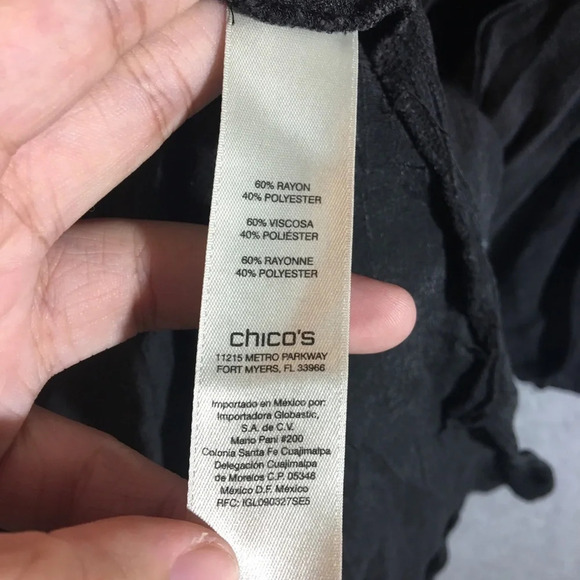 60% RAYON
40% POLYESTER
60% VISCOSA
40% POLIÉSTER
60% RAYONNE
40% POLYESTER
chico's
11215 METRO PARKWAY
FORT MYERS, FL 33966
Importado en México por:
Importadora Globastic,
S.A. de C.V.
Mario Pani #200
Colonia Santa Fe Cuajimalpa
Delegación Cuajimalpa
de Morelos C.P. 05348
México D.F. México
RFC: IGL090327SE5